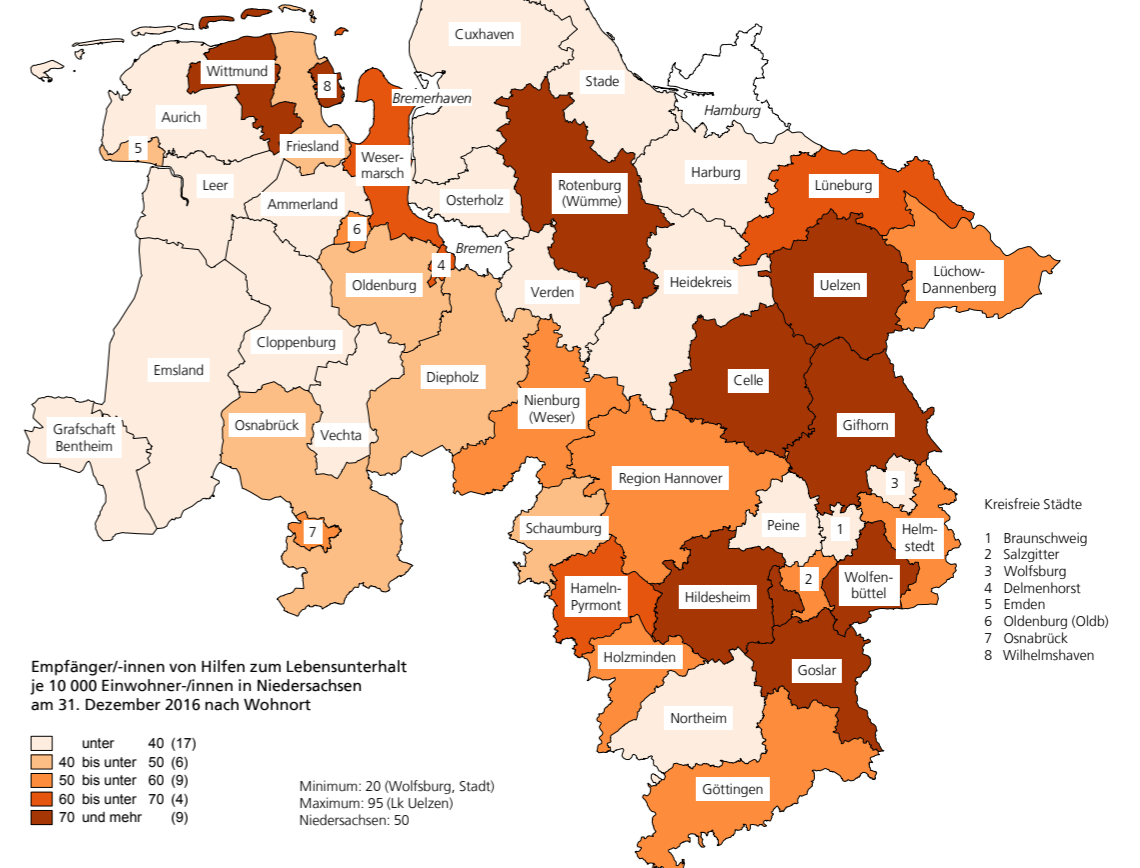 Cuxhaven
Stade
Wittmund
8
Bremerhaven
Hamburg
Aurich
5
Friesland
Weser-
marsch
Harburg
Lüneburg
Leer
Ammerland
Osterholz
Rotenburg
(Wümme)
6
Bremen
4
Oldenburg
Verden
Heidekreis
Uelzen
Lüchow-
Dannenberg
Cloppenburg
Emsland
Diepholz
Celle
Nienburg
(Weser)
Grafschaft
Bentheim
Osnabrück
Vechta
Gifhorn
Region Hannover
3
7
Schaumburg
Peine
1
Helm-
stedt
Hameln-
Pyrmont
Hildesheim
2
Wolfen-
büttel
Holzminden
Goslar
Northeim
Göttingen
Kreisfreie Städte
1 Braunschweig
2 Salzgitter
3 Wolfsburg
4 Delmenhorst
5 Emden
6 Oldenburg (Oldb)
7 Osnabrück
8 Wilhelmshaven
Empfänger/-innen von Hilfen zum Lebensunterhalt
je 10 000 Einwohner-/innen in Niedersachsen
am 31. Dezember 2016 nach Wohnort
unter 40 (17)
40 bis unter 50 (6)
50 bis unter 60 (9)
60 bis unter 70 (4)
70 und mehr (9)
Minimum: 20 (Wolfsburg, Stadt)
Maximum: 95 (Lk Uelzen)
Niedersachsen: 50